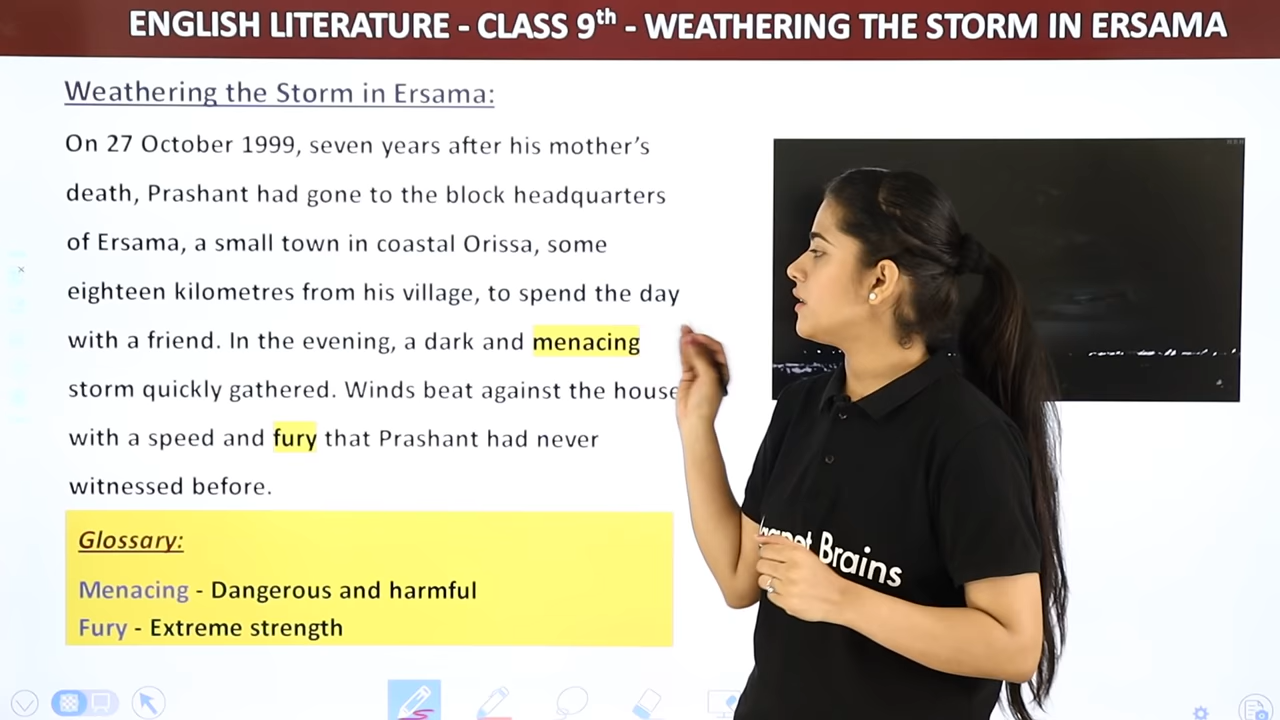 ENGLISH LITERATURE - CLASS 9th - WEATHERING THE STORM IN ERSAMA
Weathering the Storm in Ersama:
On 27 October 1999, seven years after his mother's
death, Prashant had gone to the block headquarters
of Ersama, a small town in coastal Orissa, some
eighteen kilometres from his village, to spend the day
with a friend. In the evening, a dark and menacing
storm quickly gathered. Winds beat against the house
with a speed and fury that Prashant had never
witnessed before.
Glossary:
Menacing - Dangerous and harmful
Fury - Extreme strength
Brains